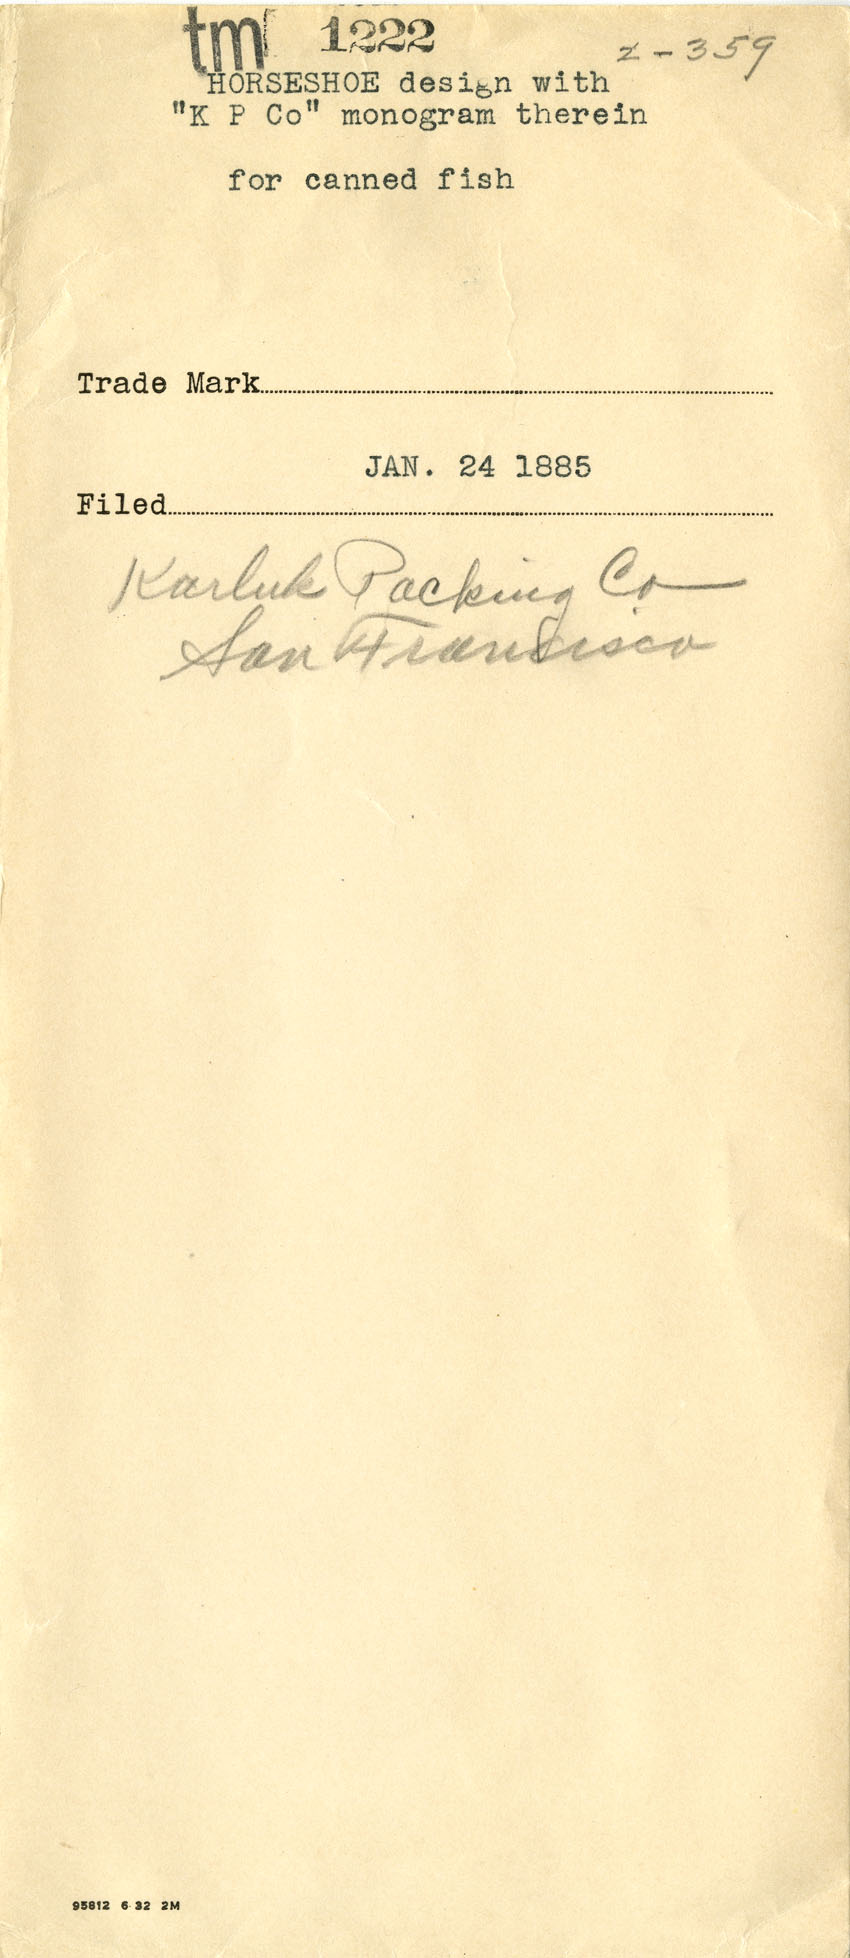 tm 1222
z-359
HORSESHOE design with
"K P Co" monogram therein
for canned fish
Trade Mark
JAN. 24 1885
Filed
Karluk Packing Co
San Francisco
95812 6-32 2M